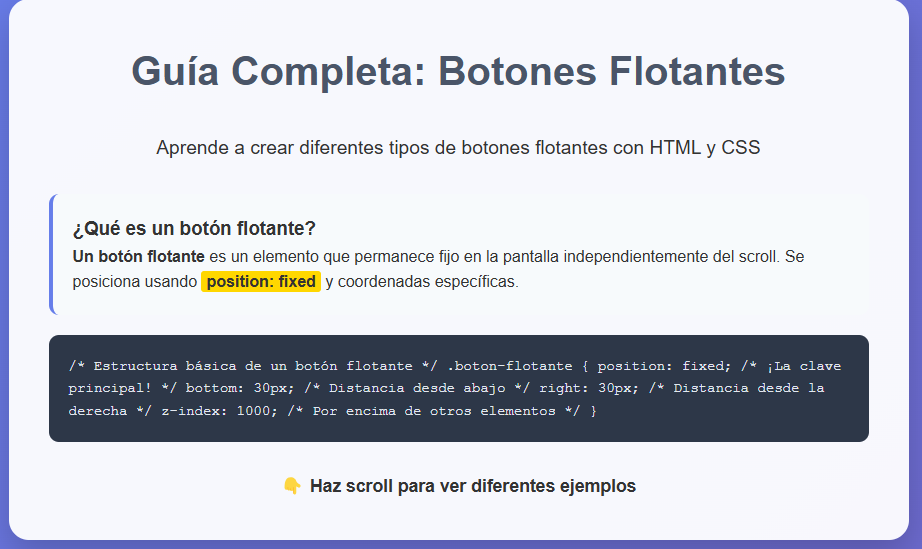 Guía Completa: Botones Flotantes
Aprende a crear diferentes tipos de botones flotantes con HTML y CSS
¿Qué es un botón flotante?
Un botón flotante es un elemento que permanece fijo en la pantalla independientemente del scroll. Se
posiciona usando position: fixed y coordenadas específicas.
/* Estructura básica de un botón flotante */ .boton-flotante { position: fixed; /* ¡La clave
principal! */ bottom: 30px; /* Distancia desde abajo */ right: 30px; /* Distancia desde la
derecha */ z-index: 1000; /* Por encima de otros elementos */ }
👇 Haz scroll para ver diferentes ejemplos